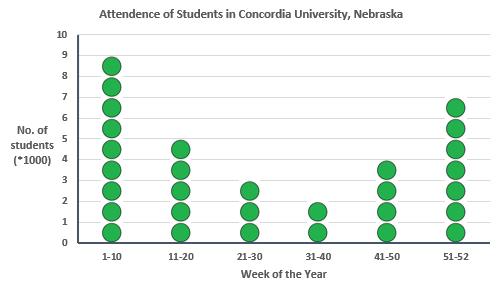 Attendence of Students in Concordia University, Nebraska
10
9
8
7
6
5
4
3
2
1
0
No. of
students
(*1000)
1-10 11-20 21-30 31-40 41-50 51-52
Week of the Year